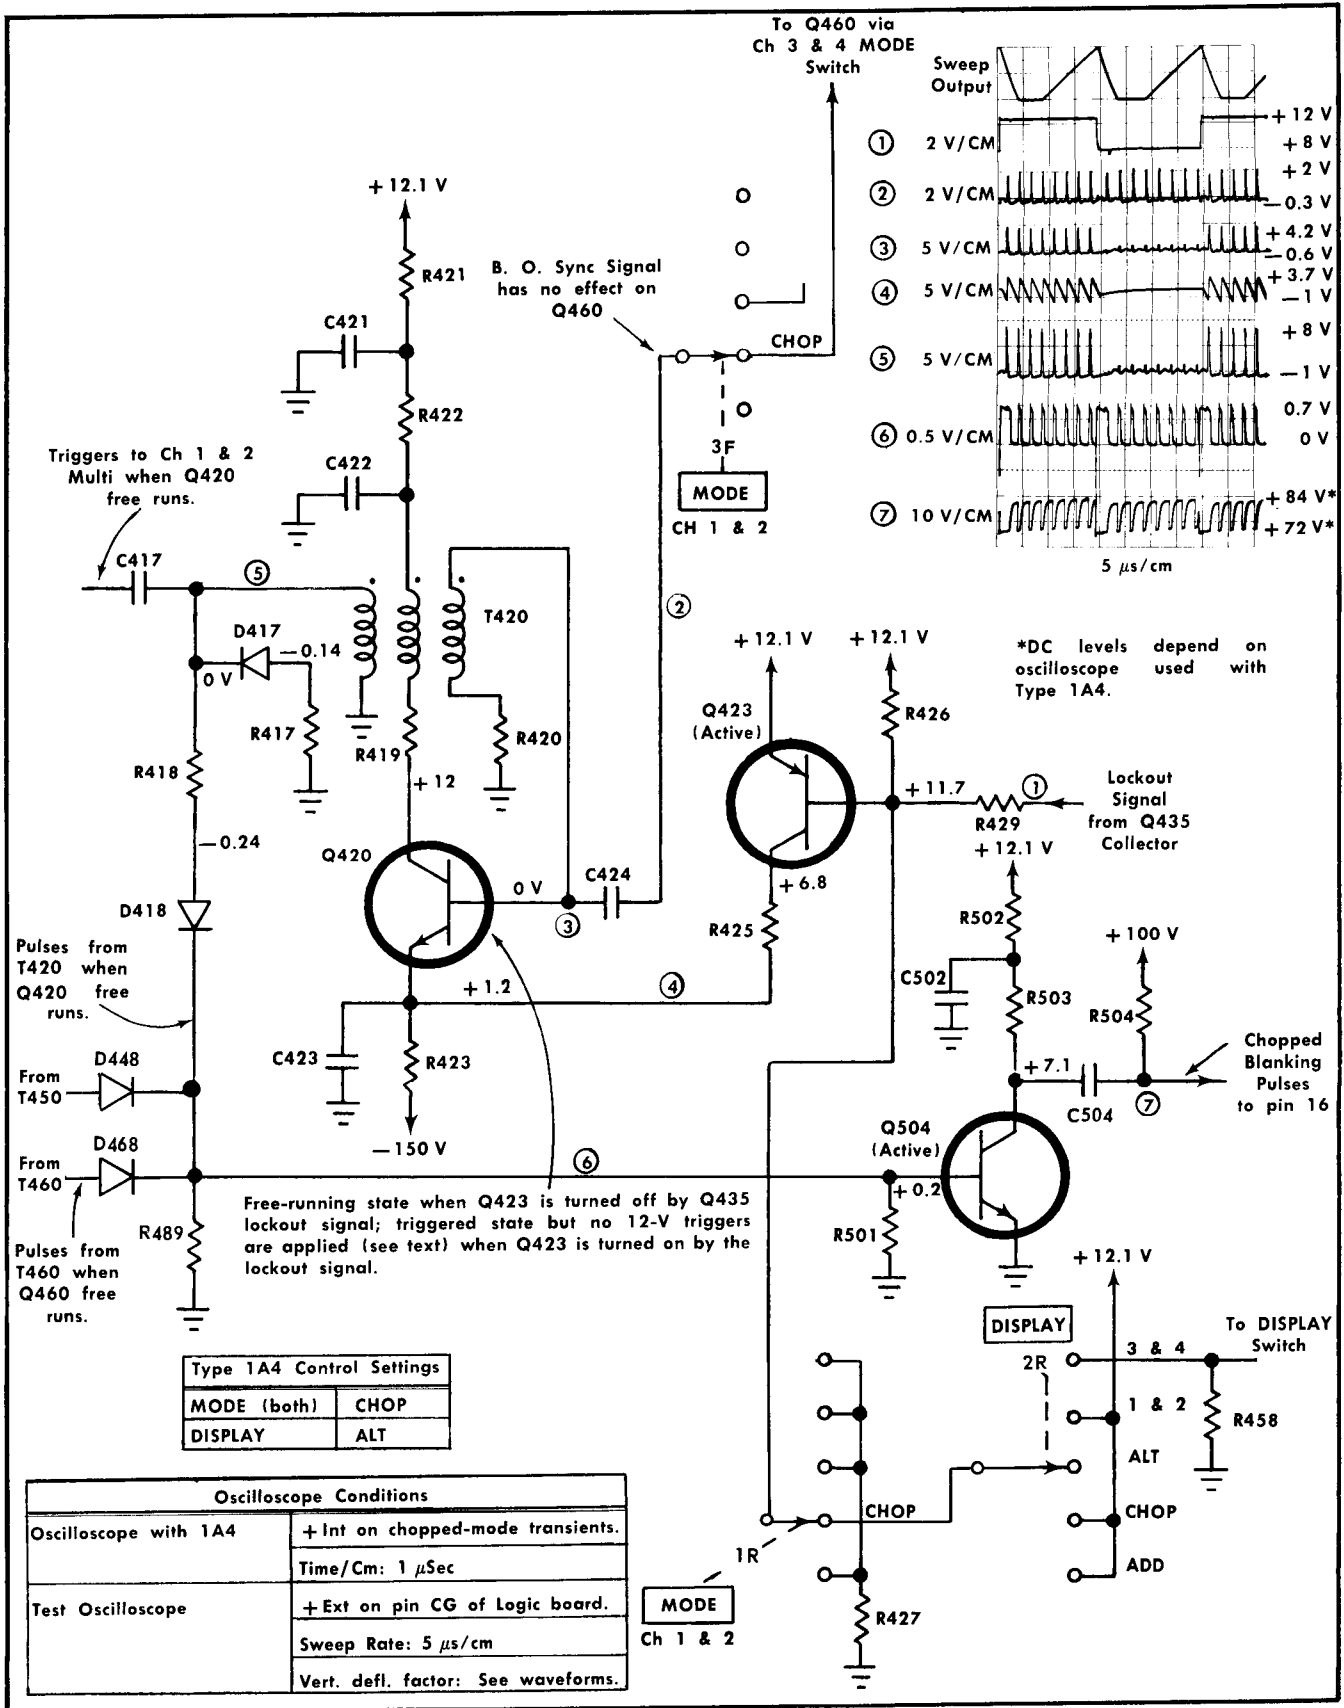 To Q460 via
Ch 3 & 4 MODE
Switch
Sweep
Output
① 2 V/CM
+ 12 V
+ 8 V
② 2 V/CM
+ 2 V
— 0.3 V
③ 5 V/CM
+ 4.2 V
— 0.6 V
④ 5 V/CM
+ 3.7 V
— 1 V
⑤ 5 V/CM
+ 8 V
— 1 V
⑥ 0.5 V/CM
0.7 V
0 V
⑦ 10 V/CM
+ 84 V*
+ 72 V*
5 μs/cm
*DC levels depend on
oscilloscope used with
Type 1A4.
+ 12.1 V
R421
C421
R422
C422
B. O. Sync Signal
has no effect on
Q460
CHOP
3F
MODE
CH 1 & 2
②
Triggers to Ch 1 & 2
Multi when Q420
free runs.
C417
⑤
D417
—0.14
0 V
R417
R418
—0.24
D418
T420
R419
R420
+ 12
Q420
0 V
③
C424
+ 12.1 V
+ 12.1 V
Q423
(Active)
R426
+ 11.7
①
R429
Lockout
Signal
from Q435
Collector
+ 6.8
R425
④
+ 1.2
C423
R423
—150 V
Pulses from
T420 when
Q420 free
runs.
From
T450
D448
From
T460
D468
Pulses from
T460 when
Q460 free
runs.
R489
⑥
Free-running state when Q423 is turned off by Q435
lockout signal; triggered state but no 12-V triggers
are applied (see text) when Q423 is turned on by the
lockout signal.
+ 12.1 V
R502
C502
R503
+ 100 V
R504
+ 7.1
C504
⑦
Chopped
Blanking
Pulses
to pin 16
Q504
(Active)
+ 0.2
R501
+ 12.1 V
DISPLAY
2R
3 & 4
To DISPLAY
Switch
1 & 2
R458
ALT
CHOP
ADD
CHOP
1R
MODE
Ch 1 & 2
R427
Type 1A4 Control Settings
MODE (both) CHOP
DISPLAY ALT
Oscilloscope Conditions
Oscilloscope with 1A4 + Int on chopped-mode transients.
Time/Cm: 1 μSec
Test Oscilloscope + Ext on pin CG of Logic board.
Sweep Rate: 5 μs/cm
Vert. defl. factor: See waveforms.